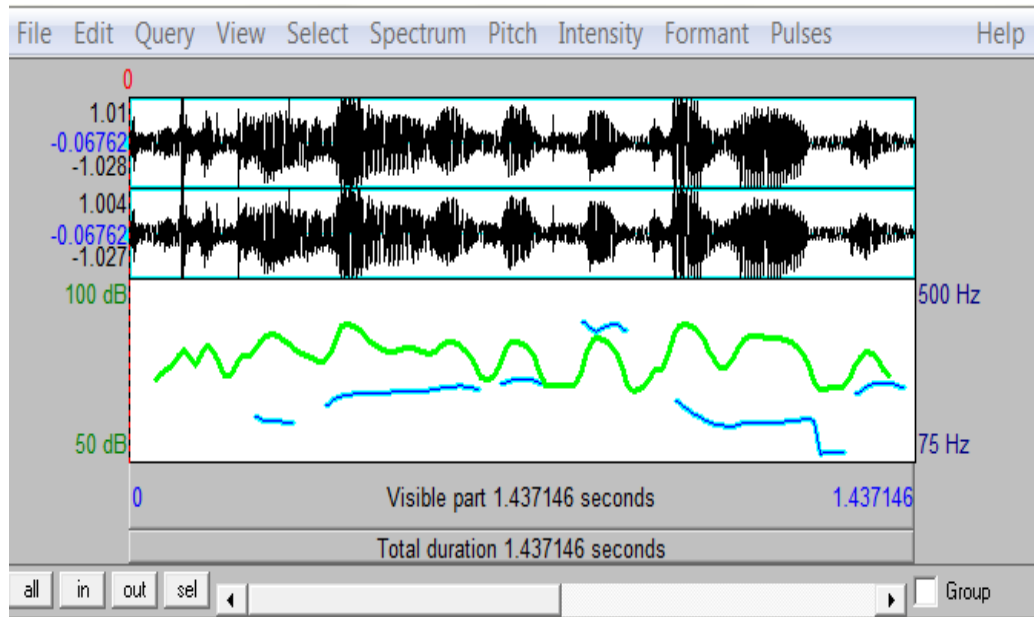 File Edit Query View Select Spectrum Pitch Intensity Formant Pulses Help
0
1.01
-0.06762
-1.028
1.004
-0.06762
-1.027
100 dB 500 Hz
50 dB 75 Hz
0 Visible part 1.437146 seconds 1.437146
Total duration 1.437146 seconds
all in out sel Group